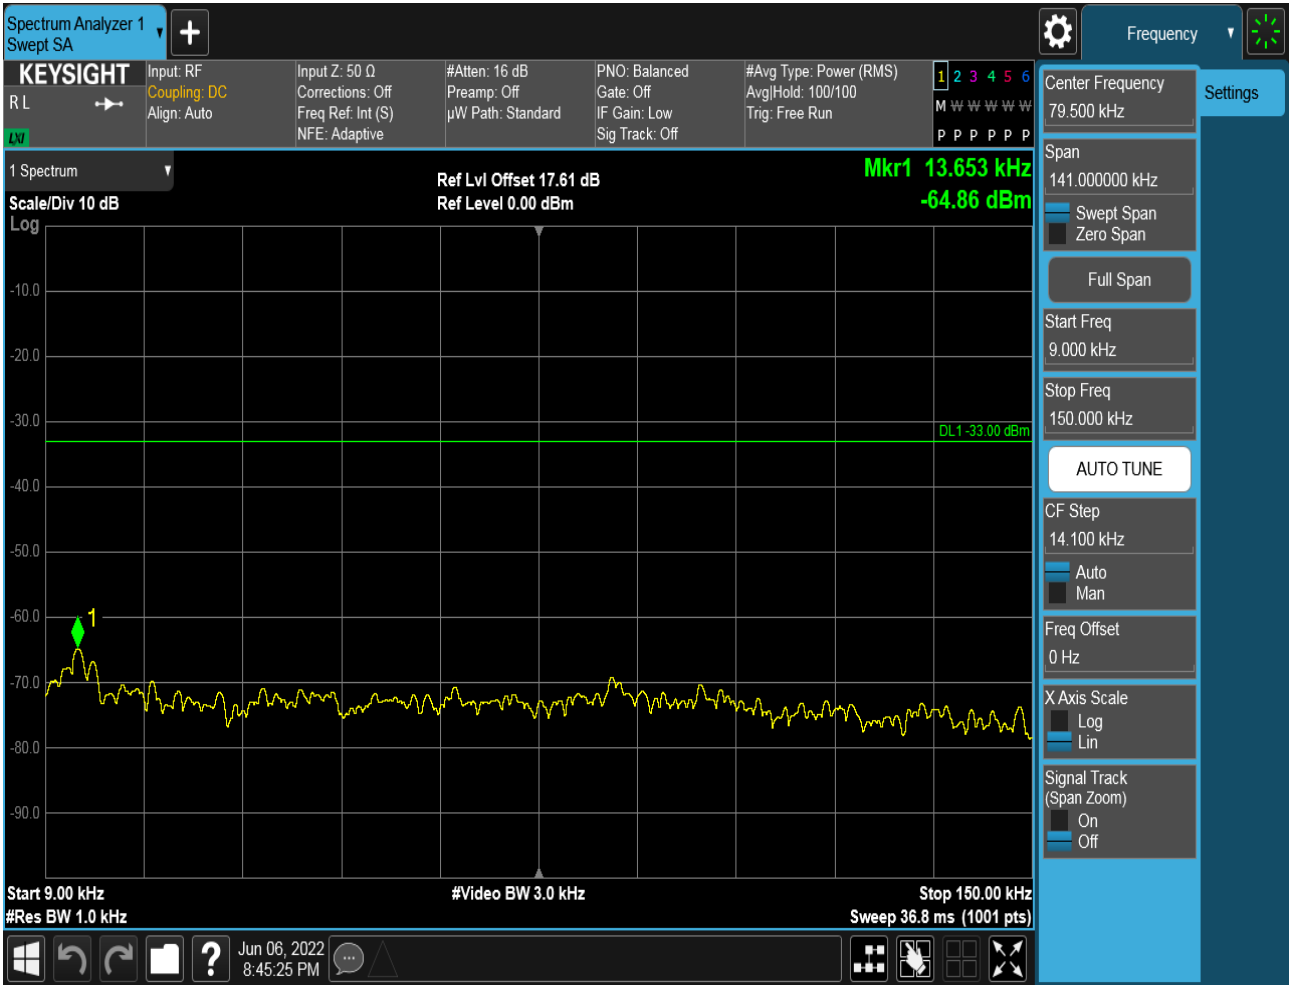 Spectrum Analyzer 1
Swept SA
Frequency
KEYSIGHT
R L
LXI
Input: RF
Coupling: DC
Align: Auto
Input Z: 50 Ω
Corrections: Off
Freq Ref: Int (S)
NFE: Adaptive
#Atten: 16 dB
Preamp: Off
µW Path: Standard
PNO: Balanced
Gate: Off
IF Gain: Low
Sig Track: Off
#Avg Type: Power (RMS)
Avg|Hold: 100/100
Trig: Free Run
1 2 3 4 5 6
M W W W W W
P P P P P P
1 Spectrum
Scale/Div 10 dB
Log
Ref Lvl Offset 17.61 dB
Ref Level 0.00 dBm
Mkr1 13.653 kHz
-64.86 dBm
-10.0
-20.0
-30.0
DL1 -33.00 dBm
-40.0
-50.0
-60.0
1
-70.0
-80.0
-90.0
Start 9.00 kHz
#Res BW 1.0 kHz
#Video BW 3.0 kHz
Stop 150.00 kHz
Sweep 36.8 ms (1001 pts)
Center Frequency
79.500 kHz
Span
141.000000 kHz
Swept Span
Zero Span
Full Span
Start Freq
9.000 kHz
Stop Freq
150.000 kHz
AUTO TUNE
CF Step
14.100 kHz
Auto
Man
Freq Offset
0 Hz
X Axis Scale
Log
Lin
Signal Track
(Span Zoom)
On
Off
Settings
?
Jun 06, 2022
8:45:25 PM